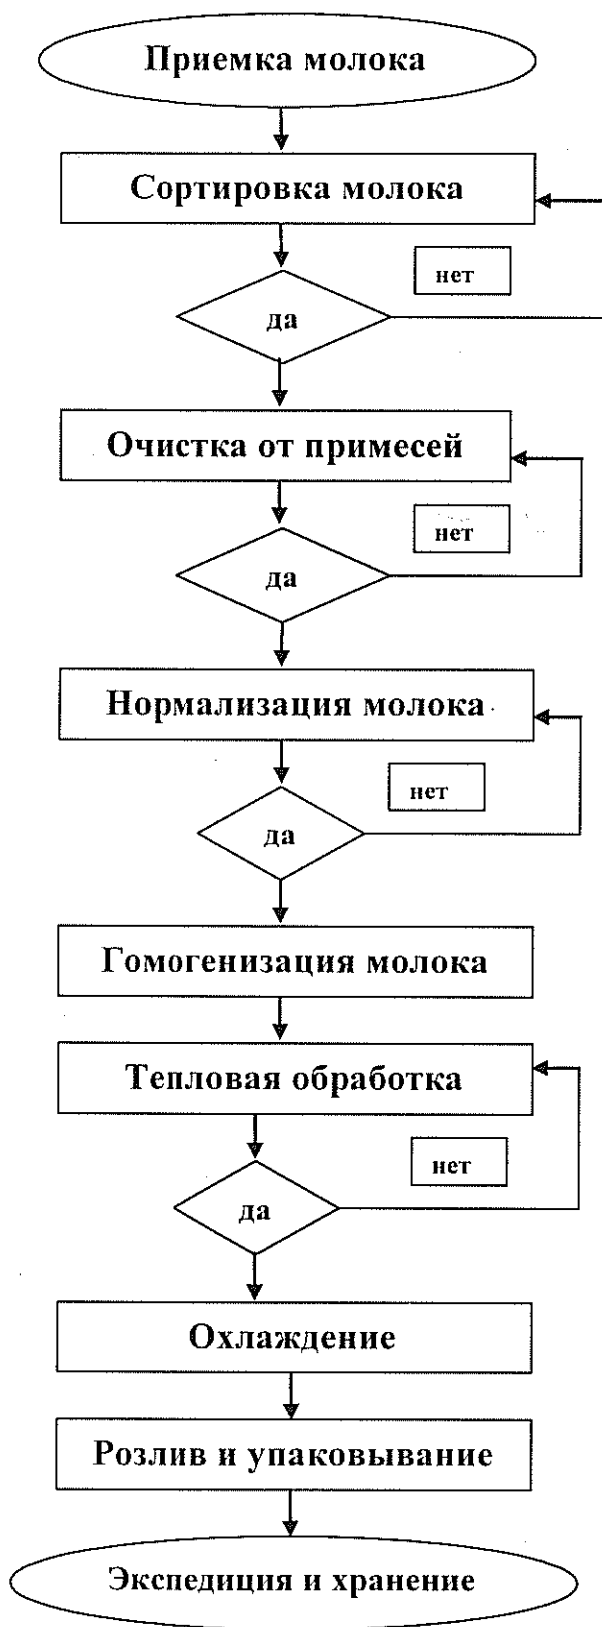 Приемка молока
Сортировка молока
нет
да
Очистка от примесей
нет
да
Нормализация молока
нет
да
Гомогенизация молока
Тепловая обработка
нет
да
Охлаждение
Розлив и упаковывание
Экспедиция и хранение